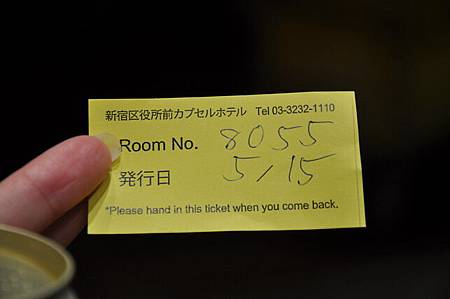 新宿区役所前カプセルホテル Tel 03-3232-1110
Room No. 8055
発行日 5/15
*Please hand in this ticket when you come back.